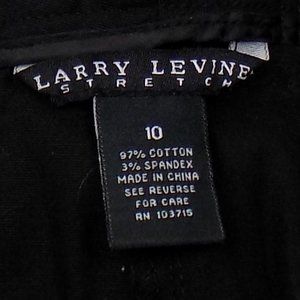 LARRY LEVINE
STRETCH
10
97% COTTON
3% SPANDEX
MADE IN CHINA
SEE REVERSE
FOR CARE
RN 103715